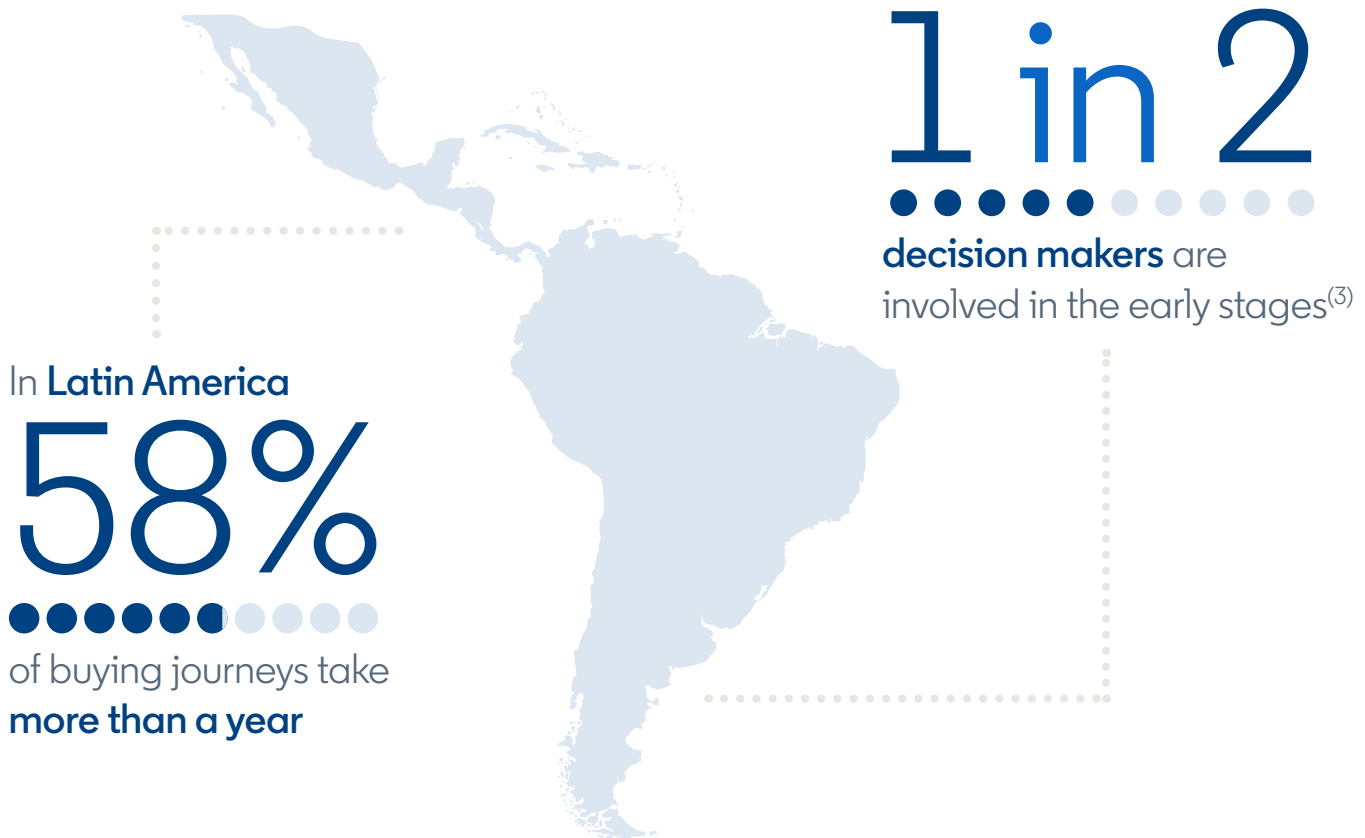 1 in 2
decision makers are
involved in the early stages(3)
In Latin America
58%
of buying journeys take
more than a year